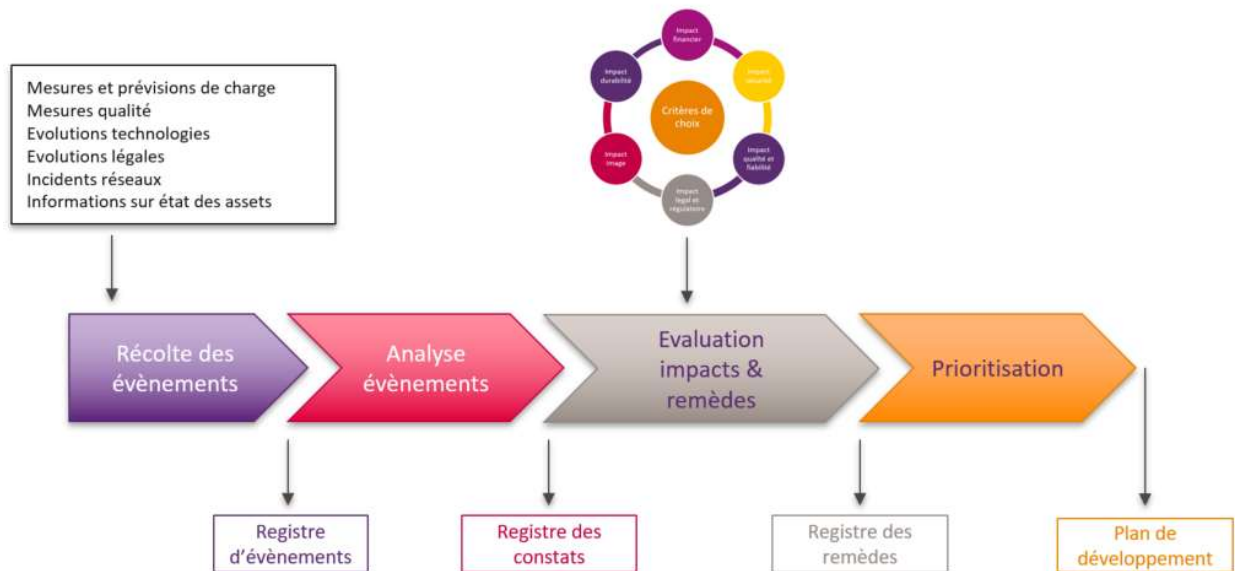 Impact
financier
Impact
durabilité
Impact
sécurité
Critères de
choix
Impact
image
Impact
qualité et
fiabilité
Impact
légal et
régulatoire
Mesures et prévisions de charge
Mesures qualité
Evolutions technologies
Evolutions légales
Incidents réseaux
Informations sur état des assets
Récolte des
évènements
Analyse
évènements
Evaluation
impacts &
remèdes
Prioritisation
Registre
d'évènements
Registre des
constats
Registre des
remèdes
Plan de
développement